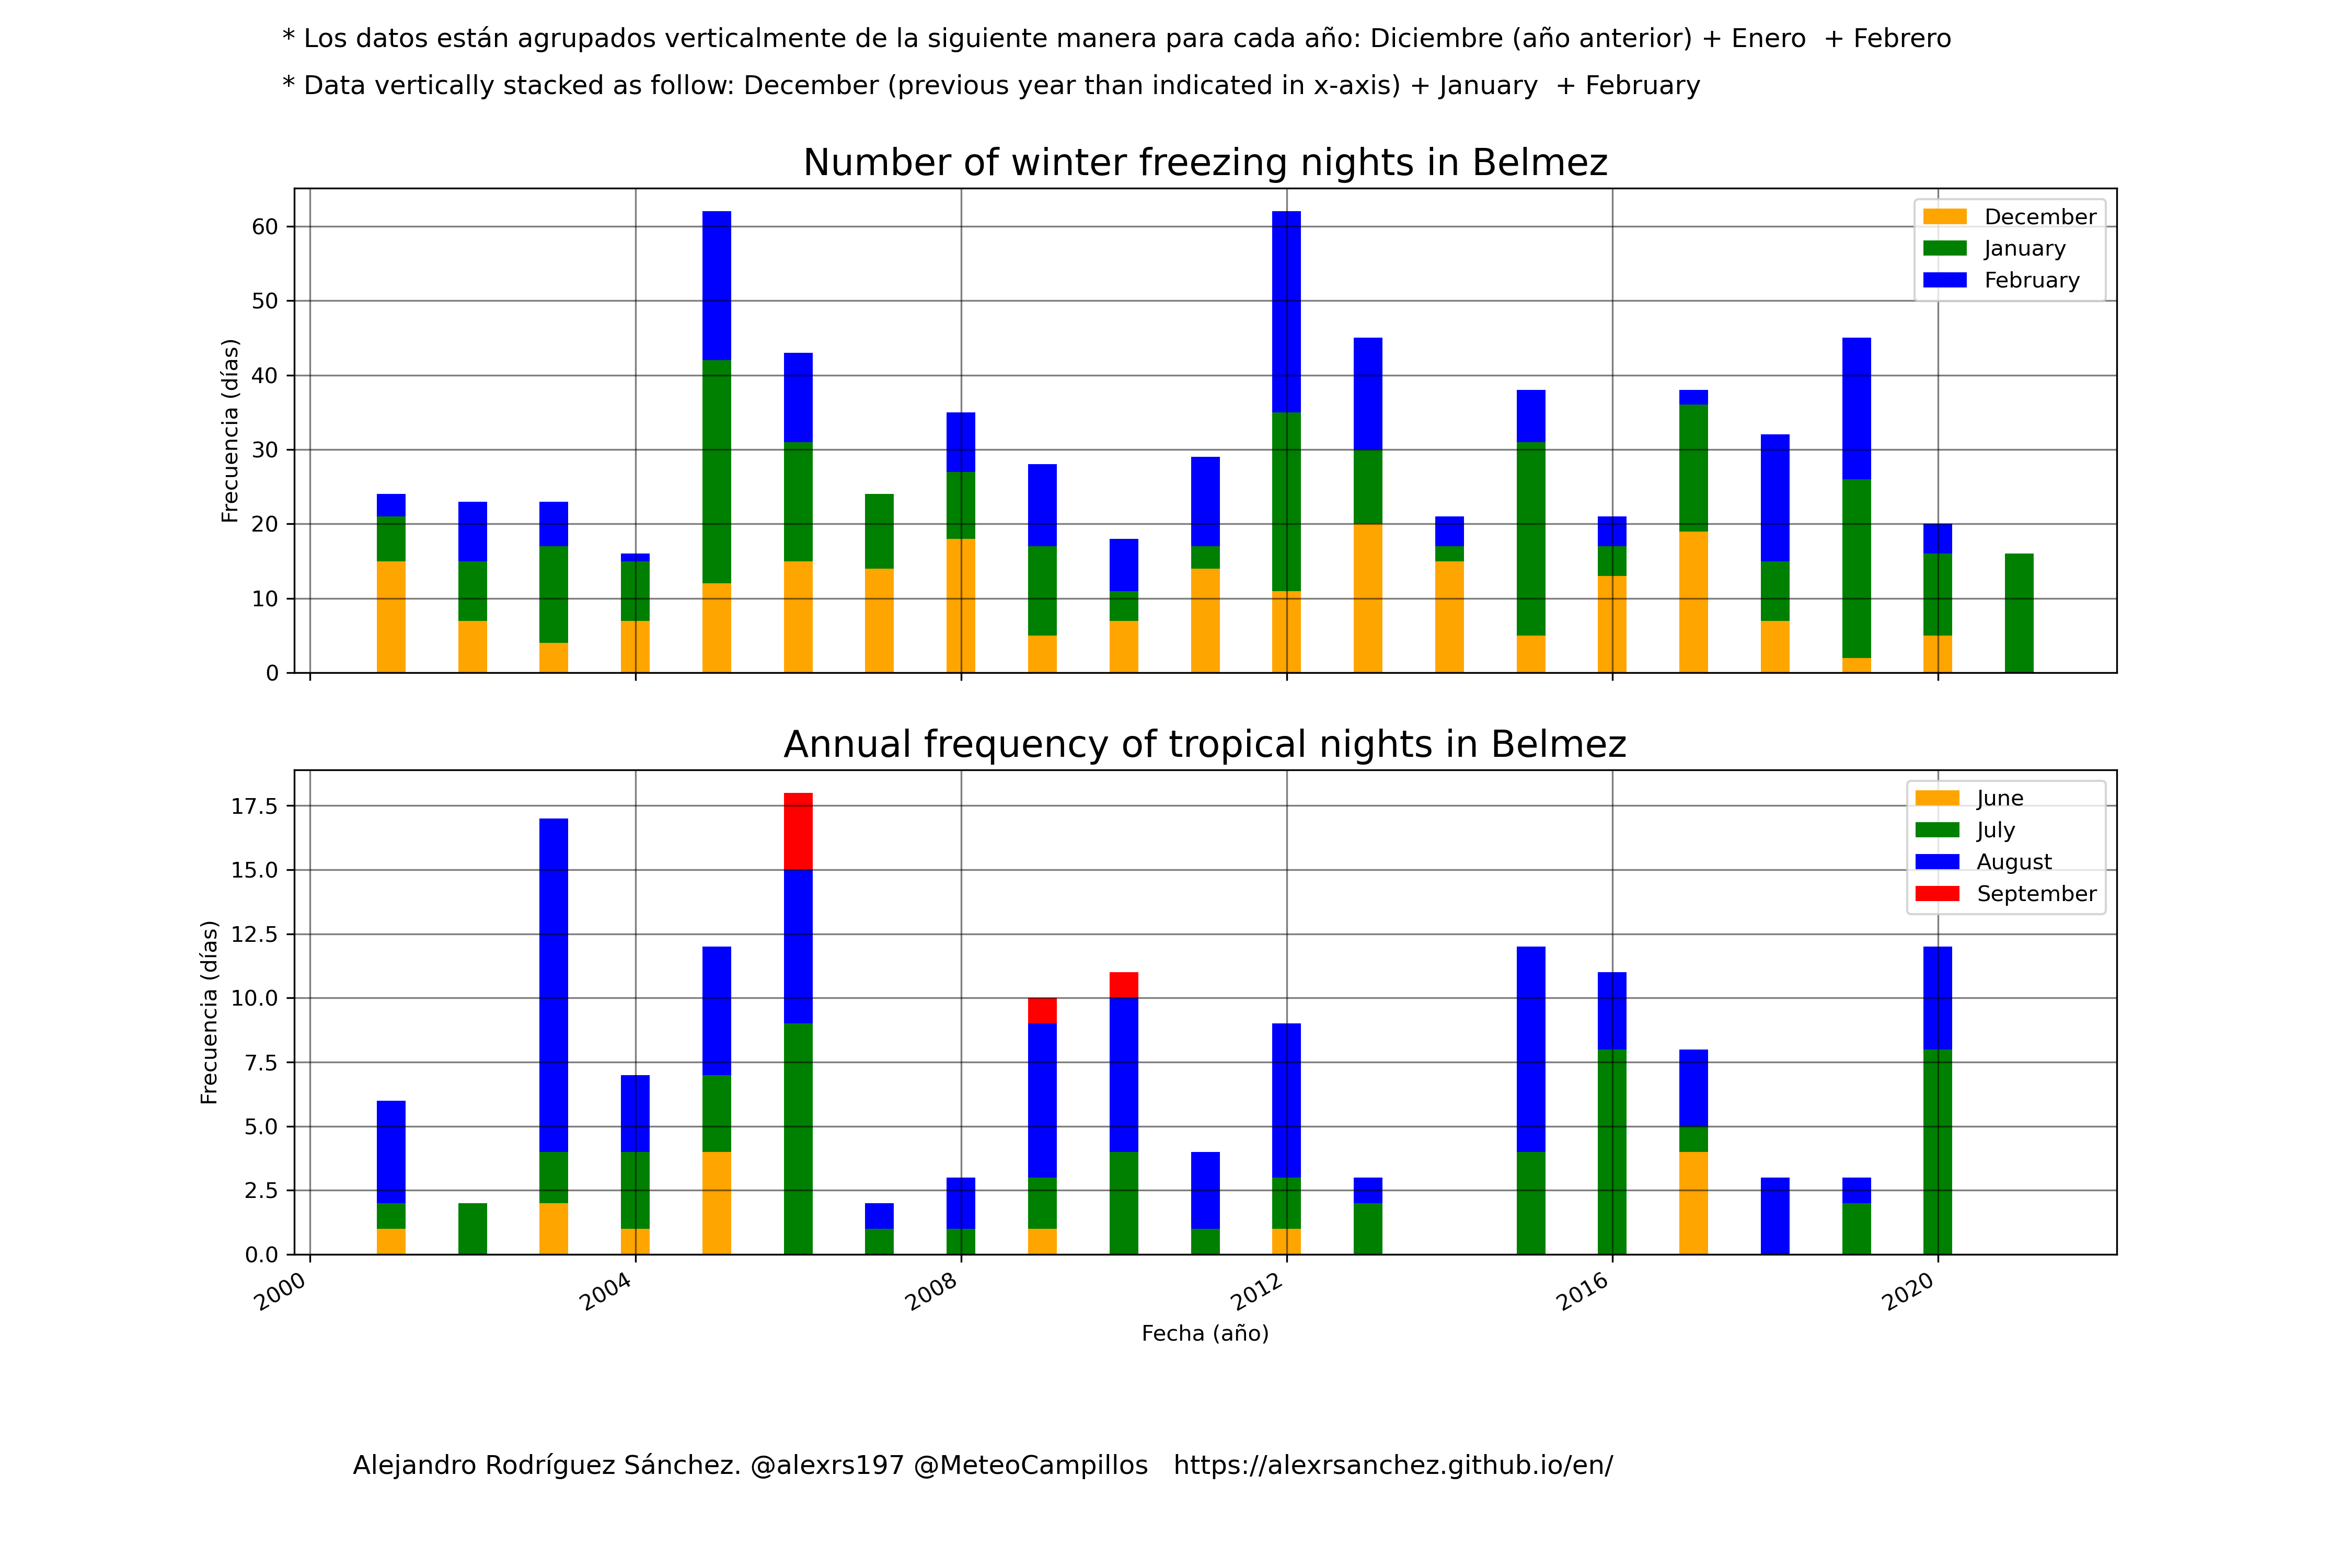 * Los datos están agrupados verticalmente de la siguiente manera para cada año: Diciembre (año anterior) + Enero  + Febrero
* Data vertically stacked as follow: December (previous year than indicated in x-axis) + January  + February
Number of winter freezing nights in Belmez
Frecuencia (días)
60
50
40
30
20
10
0
December
January
February
Annual frequency of tropical nights in Belmez
Frecuencia (días)
17.5
15.0
12.5
10.0
7.5
5.0
2.5
0.0
June
July
August
September
2000 2004 2008 2012 2016 2020
Fecha (año)
Alejandro Rodríguez Sánchez. @alexrs197 @MeteoCampillos   https://alexrsanchez.github.io/en/